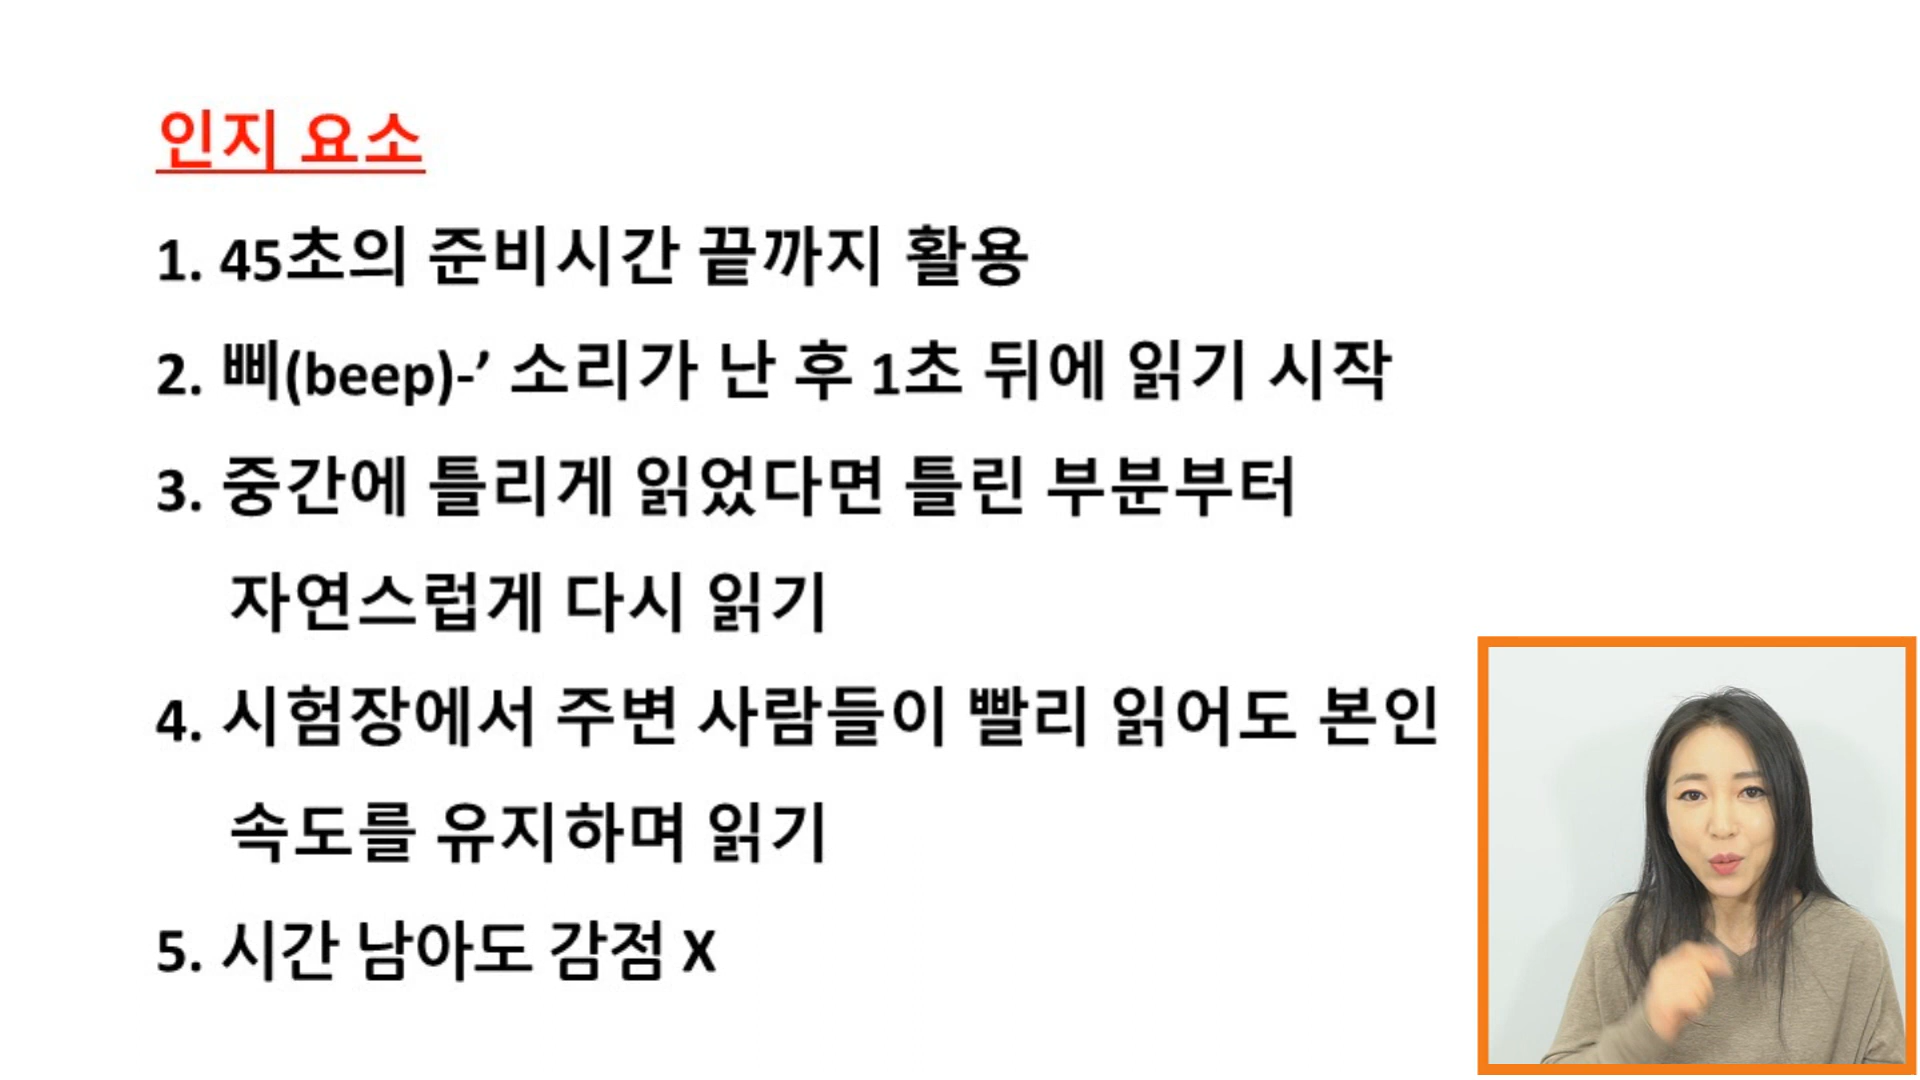 인지 요소
1. 45초의 준비시간 끝까지 활용
2. 삐(beep)-’ 소리가 난 후 1초 뒤에 읽기 시작
3. 중간에 틀리게 읽었다면 틀린 부분부터
자연스럽게 다시 읽기
4. 시험장에서 주변 사람들이 빨리 읽어도 본인
속도를 유지하며 읽기
5. 시간 남아도 감점 X